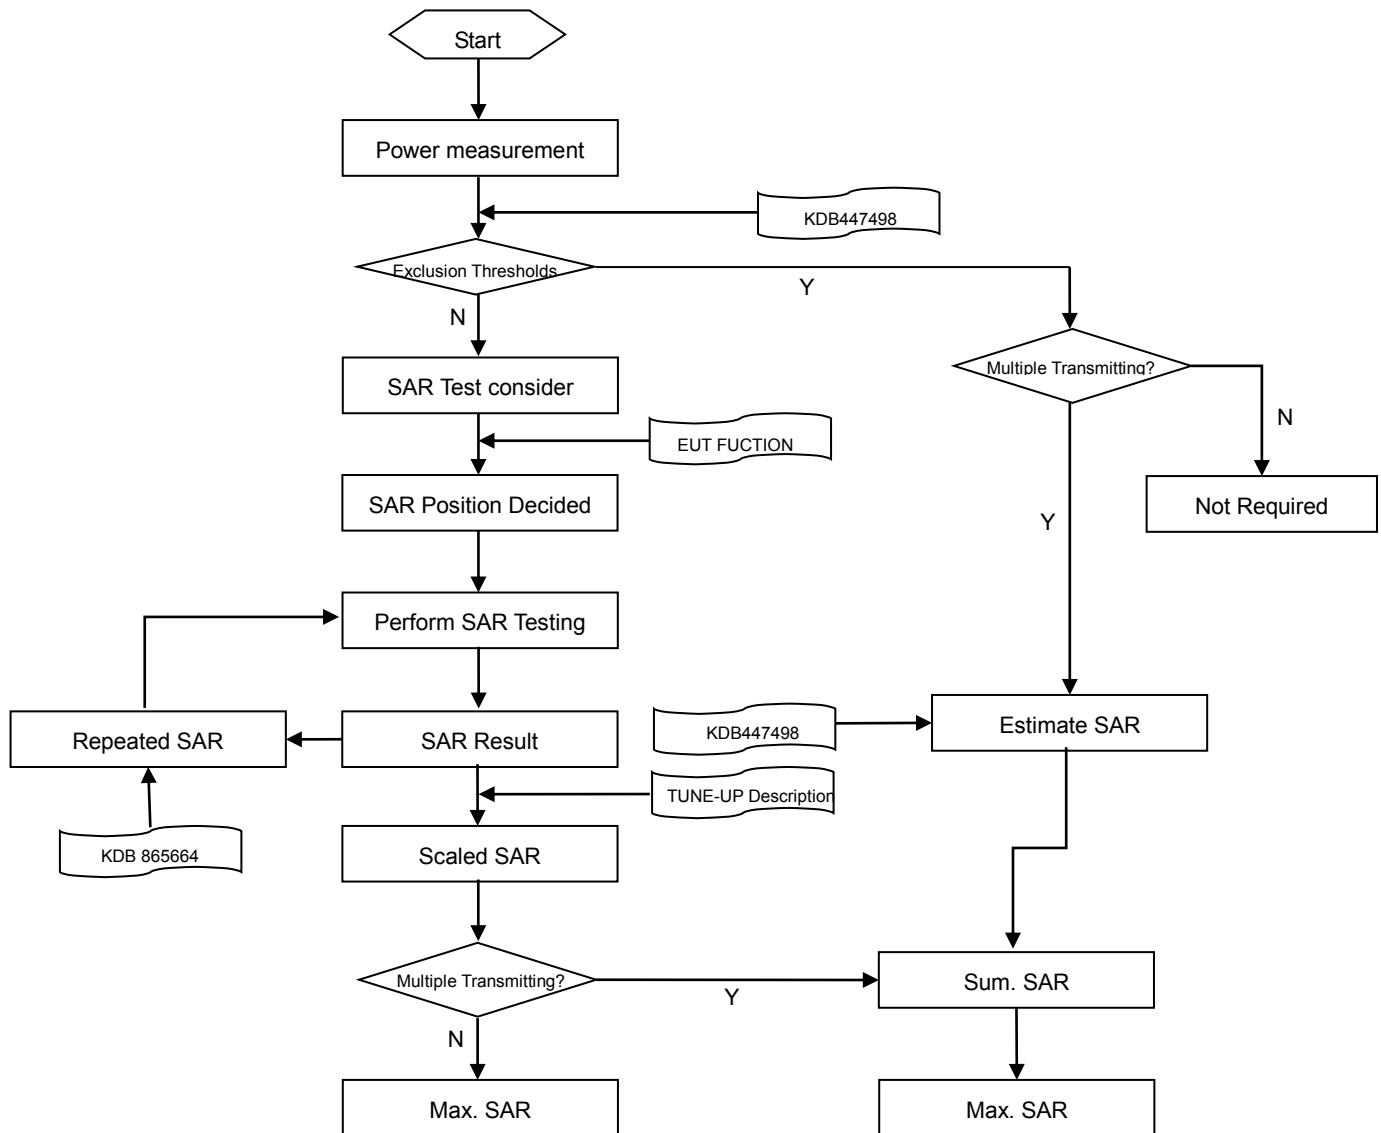 Start
Power measurement
KDB447498
Exclusion Thresholds
Y
N
Multiple Transmitting?
SAR Test consider
N
EUT FUCTION
SAR Position Decided
Not Required
Y
Perform SAR Testing
Repeated SAR
SAR Result
KDB447498
Estimate SAR
TUNE-UP Description
KDB 865664
Scaled SAR
Multiple Transmitting?
Y
Sum. SAR
N
Max. SAR
Max. SAR